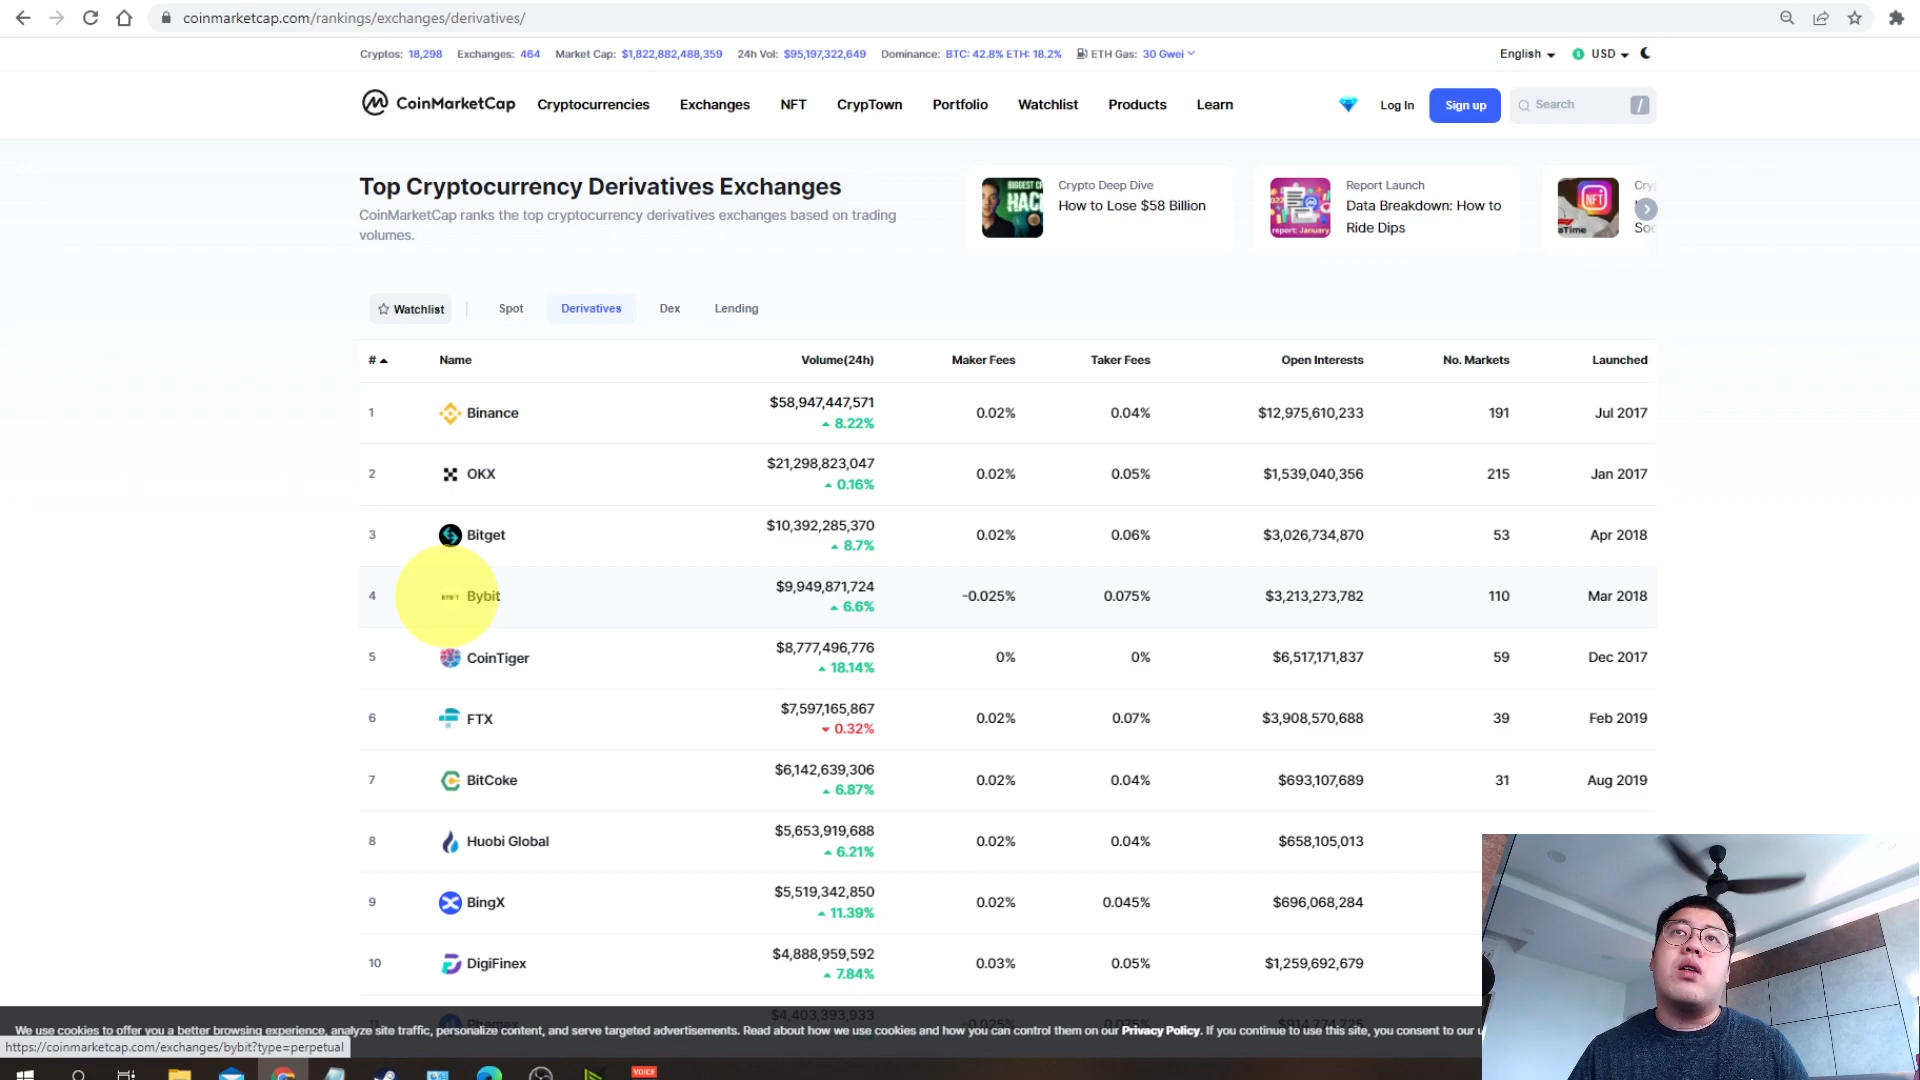 coinmarketcap.com/rankings/exchanges/derivatives/
Cryptos: 18,298 Exchanges: 464 Market Cap: $1,822,882,488,359 24h Vol: $95,197,322,649 Dominance: BTC: 42.8% ETH: 18.2% ETH Gas: 30 Gwei English USD
CoinMarketCap Cryptocurrencies Exchanges NFT CrypTown Portfolio Watchlist Products Learn Log In Sign up Search /
Top Cryptocurrency Derivatives Exchanges
CoinMarketCap ranks the top cryptocurrency derivatives exchanges based on trading
volumes.
Crypto Deep Dive
How to Lose $58 Billion
Report Launch
Data Breakdown: How to
Ride Dips
Watchlist Spot Derivatives Dex Lending
# Name Volume(24h) Maker Fees Taker Fees Open Interests No. Markets Launched
1 Binance $58,947,447,571 0.02% 0.04% $12,975,610,233 191 Jul 2017
8.22%
2 OKX $21,298,823,047 0.02% 0.05% $1,539,040,356 215 Jan 2017
0.16%
3 Bitget $10,392,285,370 0.02% 0.06% $3,026,734,870 53 Apr 2018
8.7%
4 Bybit $9,949,871,724 -0.025% 0.075% $3,213,273,782 110 Mar 2018
6.6%
5 CoinTiger $8,777,496,776 0% 0% $6,517,171,837 59 Dec 2017
18.14%
6 FTX $7,597,165,867 0.02% 0.07% $3,908,570,688 39 Feb 2019
0.32%
7 BitCoke $6,142,639,306 0.02% 0.04% $693,107,689 31 Aug 2019
6.87%
8 Huobi Global $5,653,919,688 0.02% 0.04% $658,105,013
6.21%
9 BingX $5,519,342,850 0.02% 0.045% $696,068,284
11.39%
10 DigiFinex $4,888,959,592 0.03% 0.05% $1,259,692,679
7.84%
$4,403,393,933
We use cookies to offer you a better browsing experience, analyze site traffic, personalize content, and serve targeted advertisements. Read about how we use cookies and how you can control them on our Privacy Policy. If you continue to use this site, you consent to our
https://coinmarketcap.com/exchanges/bybit?type=perpetual
VOICE